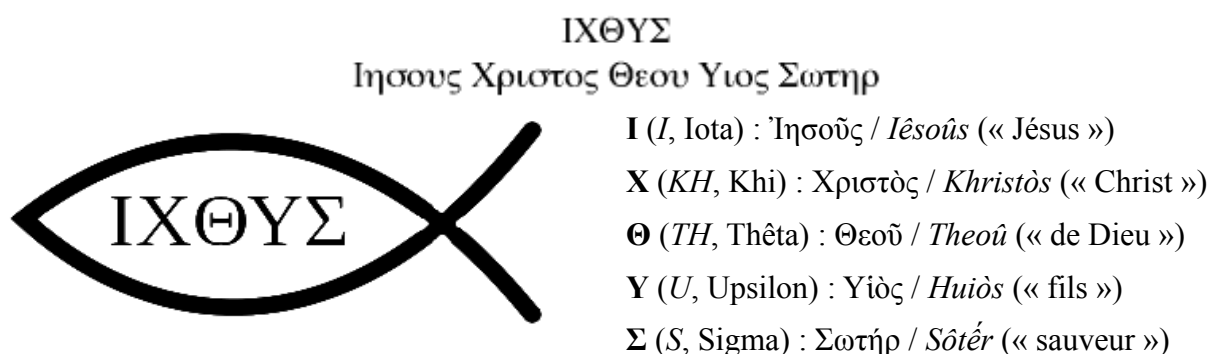 ΙΧΘΥΣ
Ιησους Χριστος Θεου Υιος Σωτηρ
ΙΧΘΥΣ
Ι (I, Iota) : Ἰησοῦς / Iêsoûs (« Jésus »)
Χ (KH, Khi) : Χριστὸς / Khristòs (« Christ »)
Θ (TH, Thêta) : Θεοῦ / Theoû (« de Dieu »)
Υ (U, Upsilon) : Υἱὸς / Huiòs (« fils »)
Σ (S, Sigma) : Σωτήρ / Sôtếr (« sauveur »)